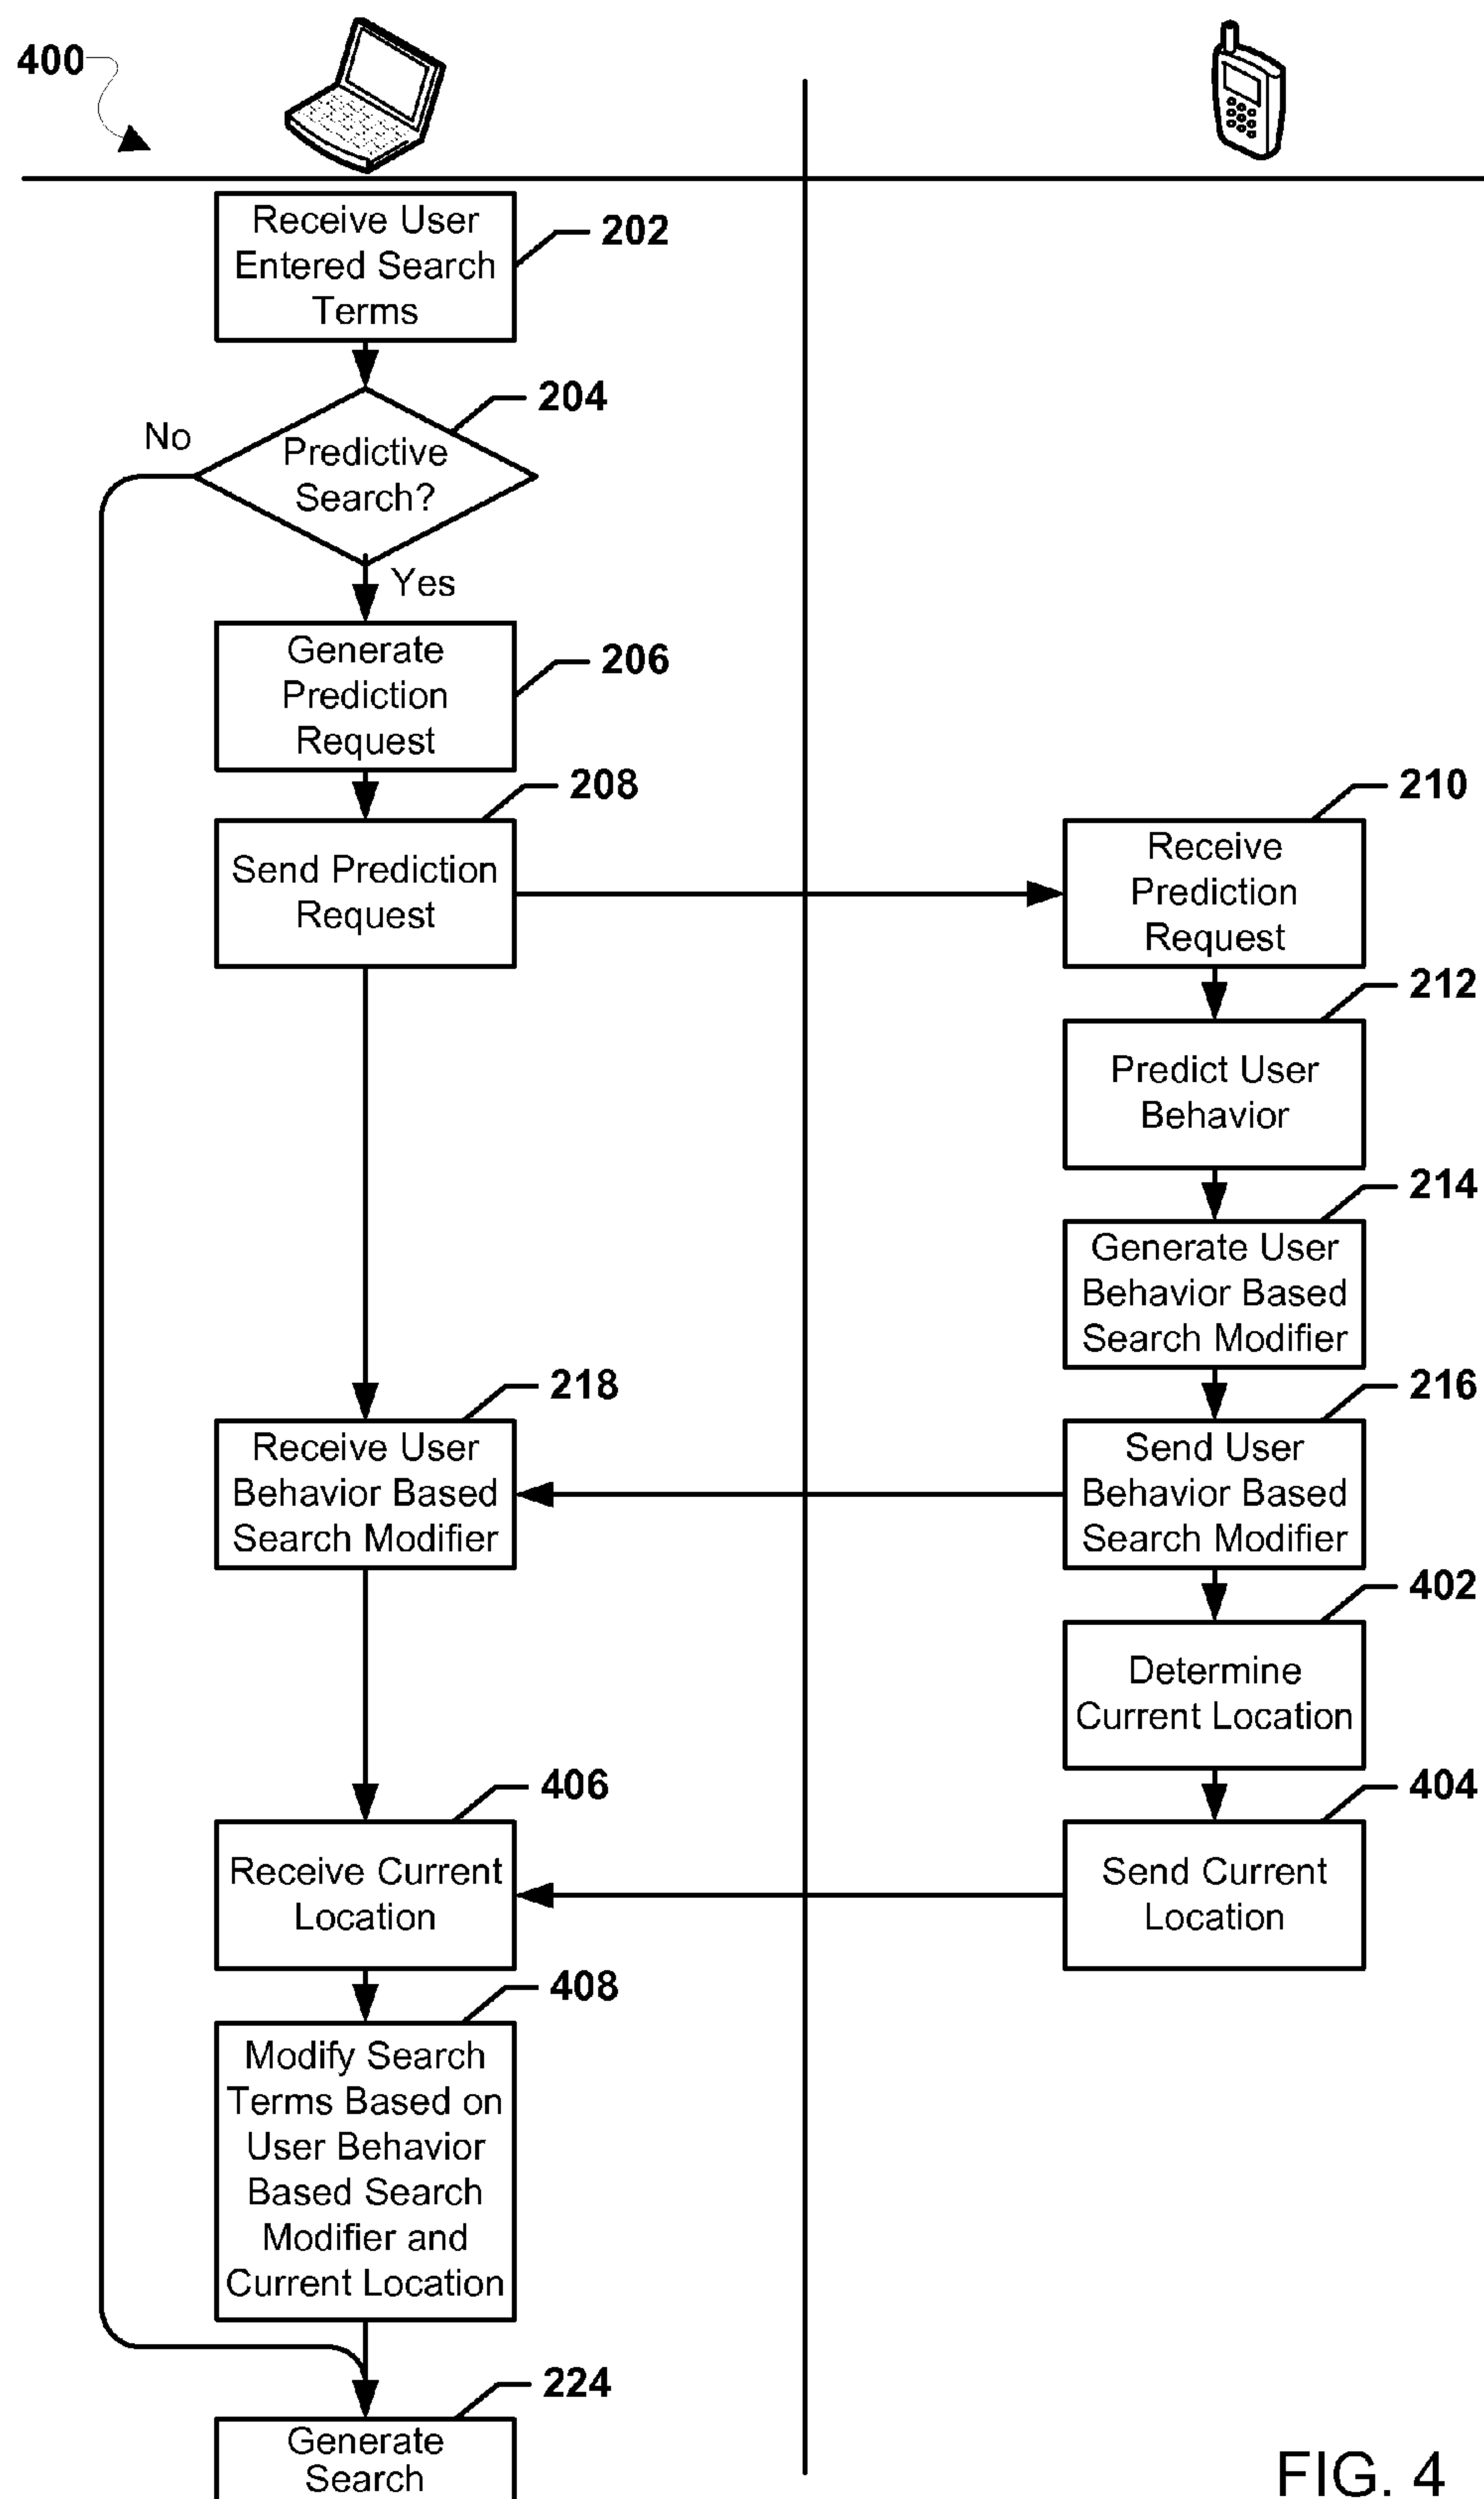 400
Receive User
Entered Search
Terms
202
204
No
Predictive
Search?
Yes
Generate
Prediction
Request
206
208
Send Prediction
Request
210
Receive
Prediction
Request
212
Predict User
Behavior
214
Generate User
Behavior Based
Search Modifier
218
Receive User
Behavior Based
Search Modifier
216
Send User
Behavior Based
Search Modifier
402
Determine
Current Location
406
Receive Current
Location
404
Send Current
Location
408
Modify Search
Terms Based on
User Behavior
Based Search
Modifier and
Current Location
224
Generate
Search
FIG. 4